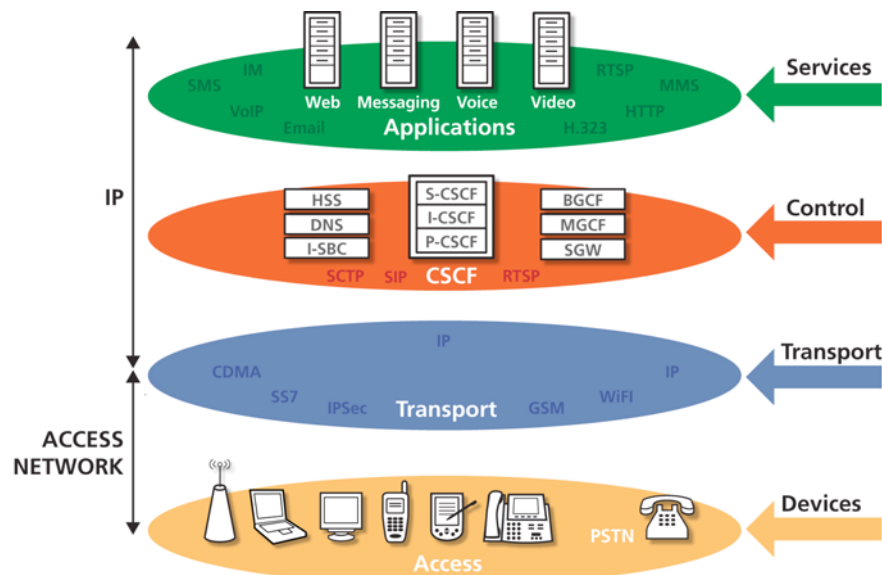 IM
RTSP
SMS
MMS
Services
Web
Messaging
Voice
Video
VoIP
HTTP
Email
Applications
H.323
IP
HSS
S-CSCF
BGCF
DNS
I-CSCF
MGCF
Control
I-SBC
P-CSCF
SGW
SCTP
SIP
CSCF
RTSP
IP
Transport
CDMA
IP
SS7
WiFI
IPSec
Transport
GSM
ACCESS
NETWORK
Devices
PSTN
Access